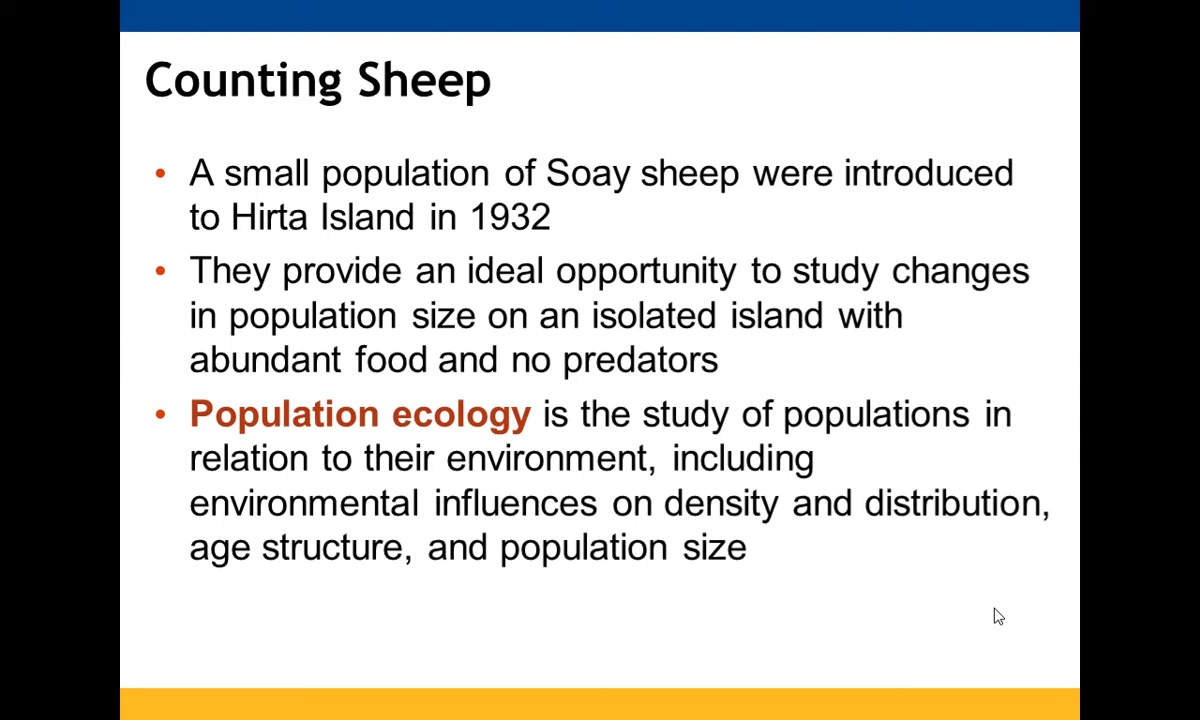 Counting Sheep
• A small population of Soay sheep were introduced
to Hirta Island in 1932
• They provide an ideal opportunity to study changes
in population size on an isolated island with
abundant food and no predators
• Population ecology is the study of populations in
relation to their environment, including
environmental influences on density and distribution,
age structure, and population size